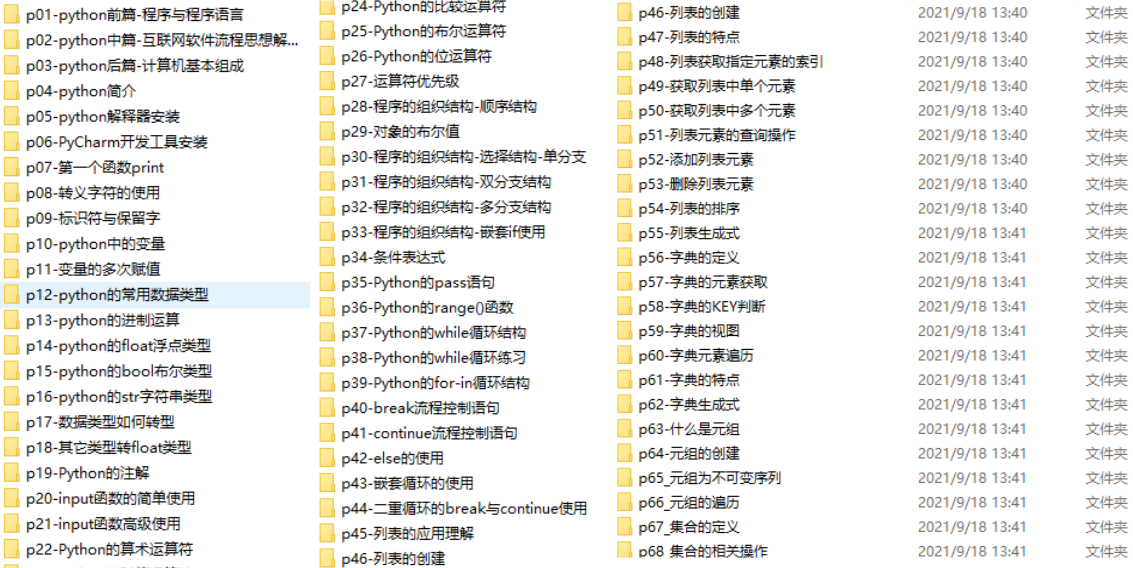 p01-python前篇-程序与程序语言
p02-python中篇-互联网软件流程思想解...
p03-python后篇-计算机基本组成
p04-python简介
p05-python解释器安装
p06-PyCharm开发工具安装
p07-第一个函数print
p08-转义字符的使用
p09-标识符与保留字
p10-python中的变量
p11-变量的多次赋值
p12-python的常用数据类型
p13-python的进制运算
p14-python的float浮点类型
p15-python的bool布尔类型
p16-python的str字符串类型
p17-数据类型如何转型
p18-其它类型转float类型
p19-Python的注解
p20-input函数的简单使用
p21-input函数高级使用
p22-Python的算术运算符
p24-Python的比较运算符
p25-Python的布尔运算符
p26-Python的位运算符
p27-运算符优先级
p28-程序的组织结构-顺序结构
p29-对象的布尔值
p30-程序的组织结构-选择结构-单分支
p31-程序的组织结构-双分支结构
p32-程序的组织结构-多分支结构
p33-程序的组织结构-嵌套if使用
p34-条件表达式
p35-Python的pass语句
p36-Python的range()函数
p37-Python的while循环结构
p38-Python的while循环练习
p39-Python的for-in循环结构
p40-break流程控制语句
p41-continue流程控制语句
p42-else的使用
p43-嵌套循环的使用
p44-二重循环的break与continue使用
p45-列表的应用理解
p46-列表的创建
p46-列表的创建 2021/9/18 13:40 文件夹
p47-列表的特点 2021/9/18 13:40 文件夹
p48-列表获取指定元素的索引 2021/9/18 13:40 文件夹
p49-获取列表中单个元素 2021/9/18 13:40 文件夹
p50-获取列表中多个元素 2021/9/18 13:40 文件夹
p51-列表元素的查询操作 2021/9/18 13:40 文件夹
p52-添加列表元素 2021/9/18 13:40 文件夹
p53-删除列表元素 2021/9/18 13:40 文件夹
p54-列表的排序 2021/9/18 13:40 文件夹
p55-列表生成式 2021/9/18 13:41 文件夹
p56-字典的定义 2021/9/18 13:41 文件夹
p57-字典的元素获取 2021/9/18 13:41 文件夹
p58-字典的KEY判断 2021/9/18 13:41 文件夹
p59-字典的视图 2021/9/18 13:41 文件夹
p60-字典元素遍历 2021/9/18 13:41 文件夹
p61-字典的特点 2021/9/18 13:41 文件夹
p62-字典生成式 2021/9/18 13:41 文件夹
p63-什么是元组 2021/9/18 13:41 文件夹
p64-元组的创建 2021/9/18 13:41 文件夹
p65_元组为不可变序列 2021/9/18 13:41 文件夹
p66_元组的遍历 2021/9/18 13:41 文件夹
p67_集合的定义 2021/9/18 13:41 文件夹
p68_集合的相关操作 2021/9/18 13:41 文件夹